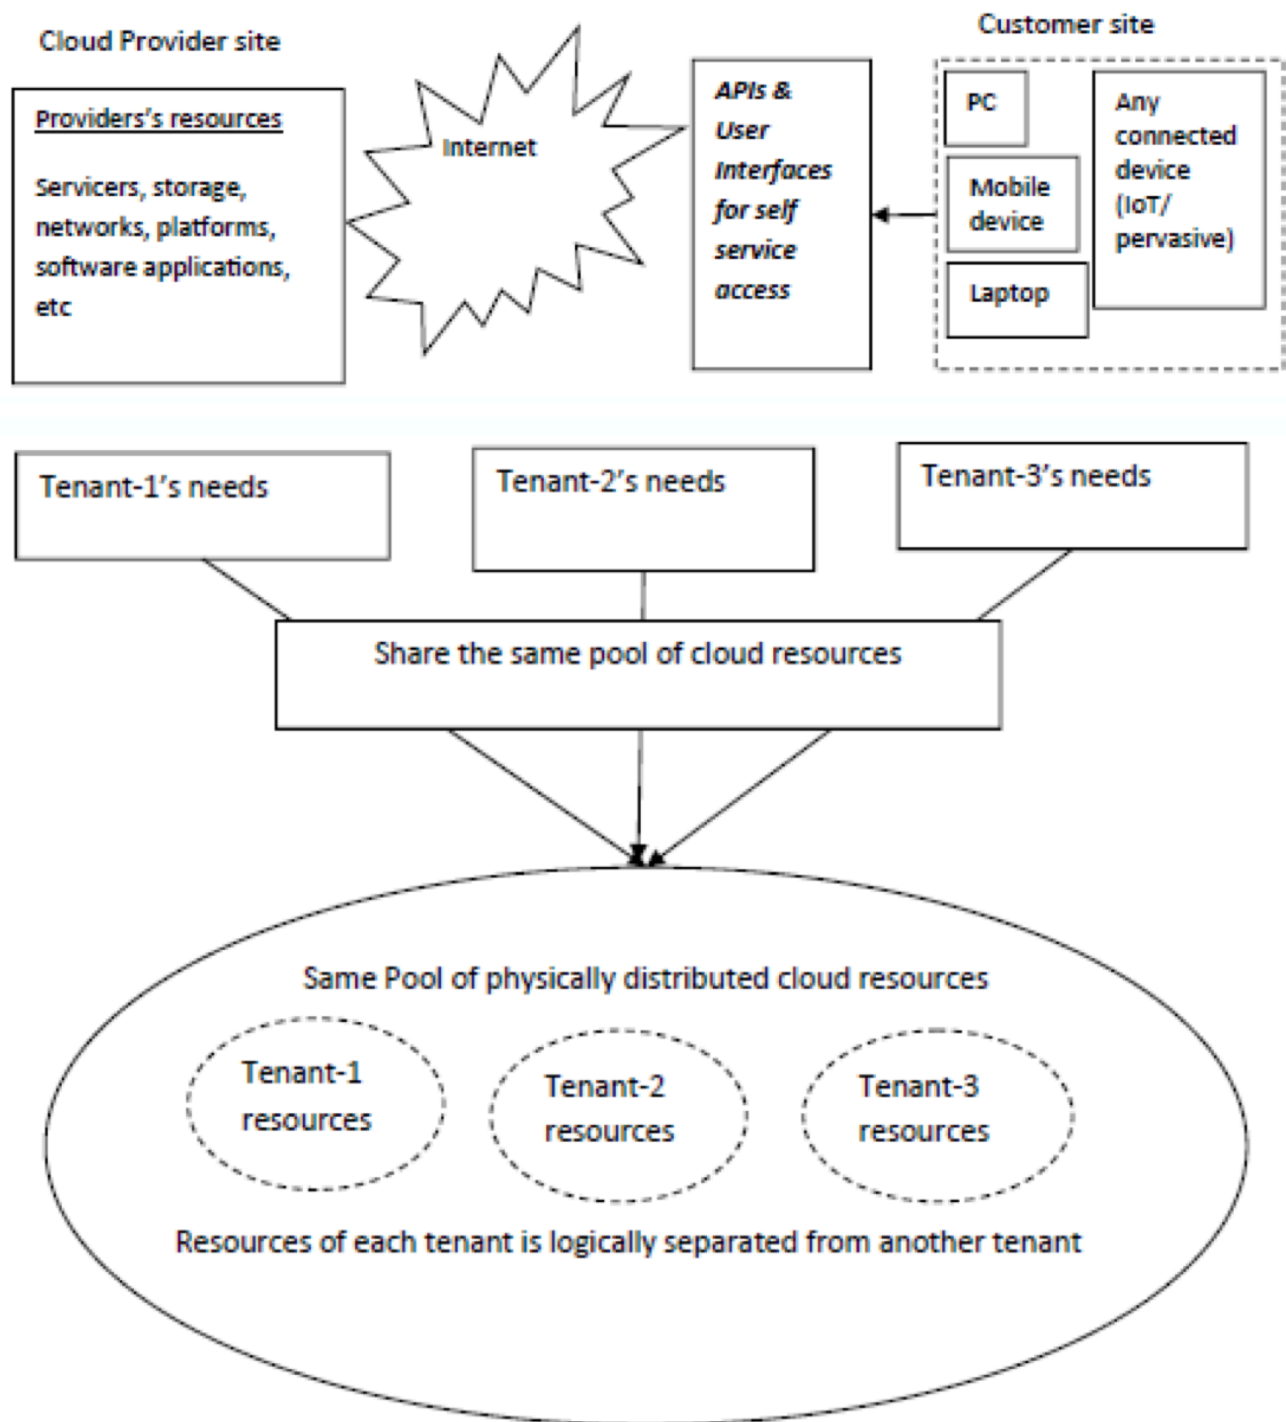 Cloud Provider site
Customer site
Providers's resources
Servicers, storage,
networks, platforms,
software applications,
etc
Internet
APIs &
User
Interfaces
for self
service
access
PC
Mobile
device
Laptop
Any
connected
device
(IoT/
pervasive)
Tenant-1's needs
Tenant-2's needs
Tenant-3's needs
Share the same pool of cloud resources
Same Pool of physically distributed cloud resources
Tenant-1
resources
Tenant-2
resources
Tenant-3
resources
Resources of each tenant is logically separated from another tenant